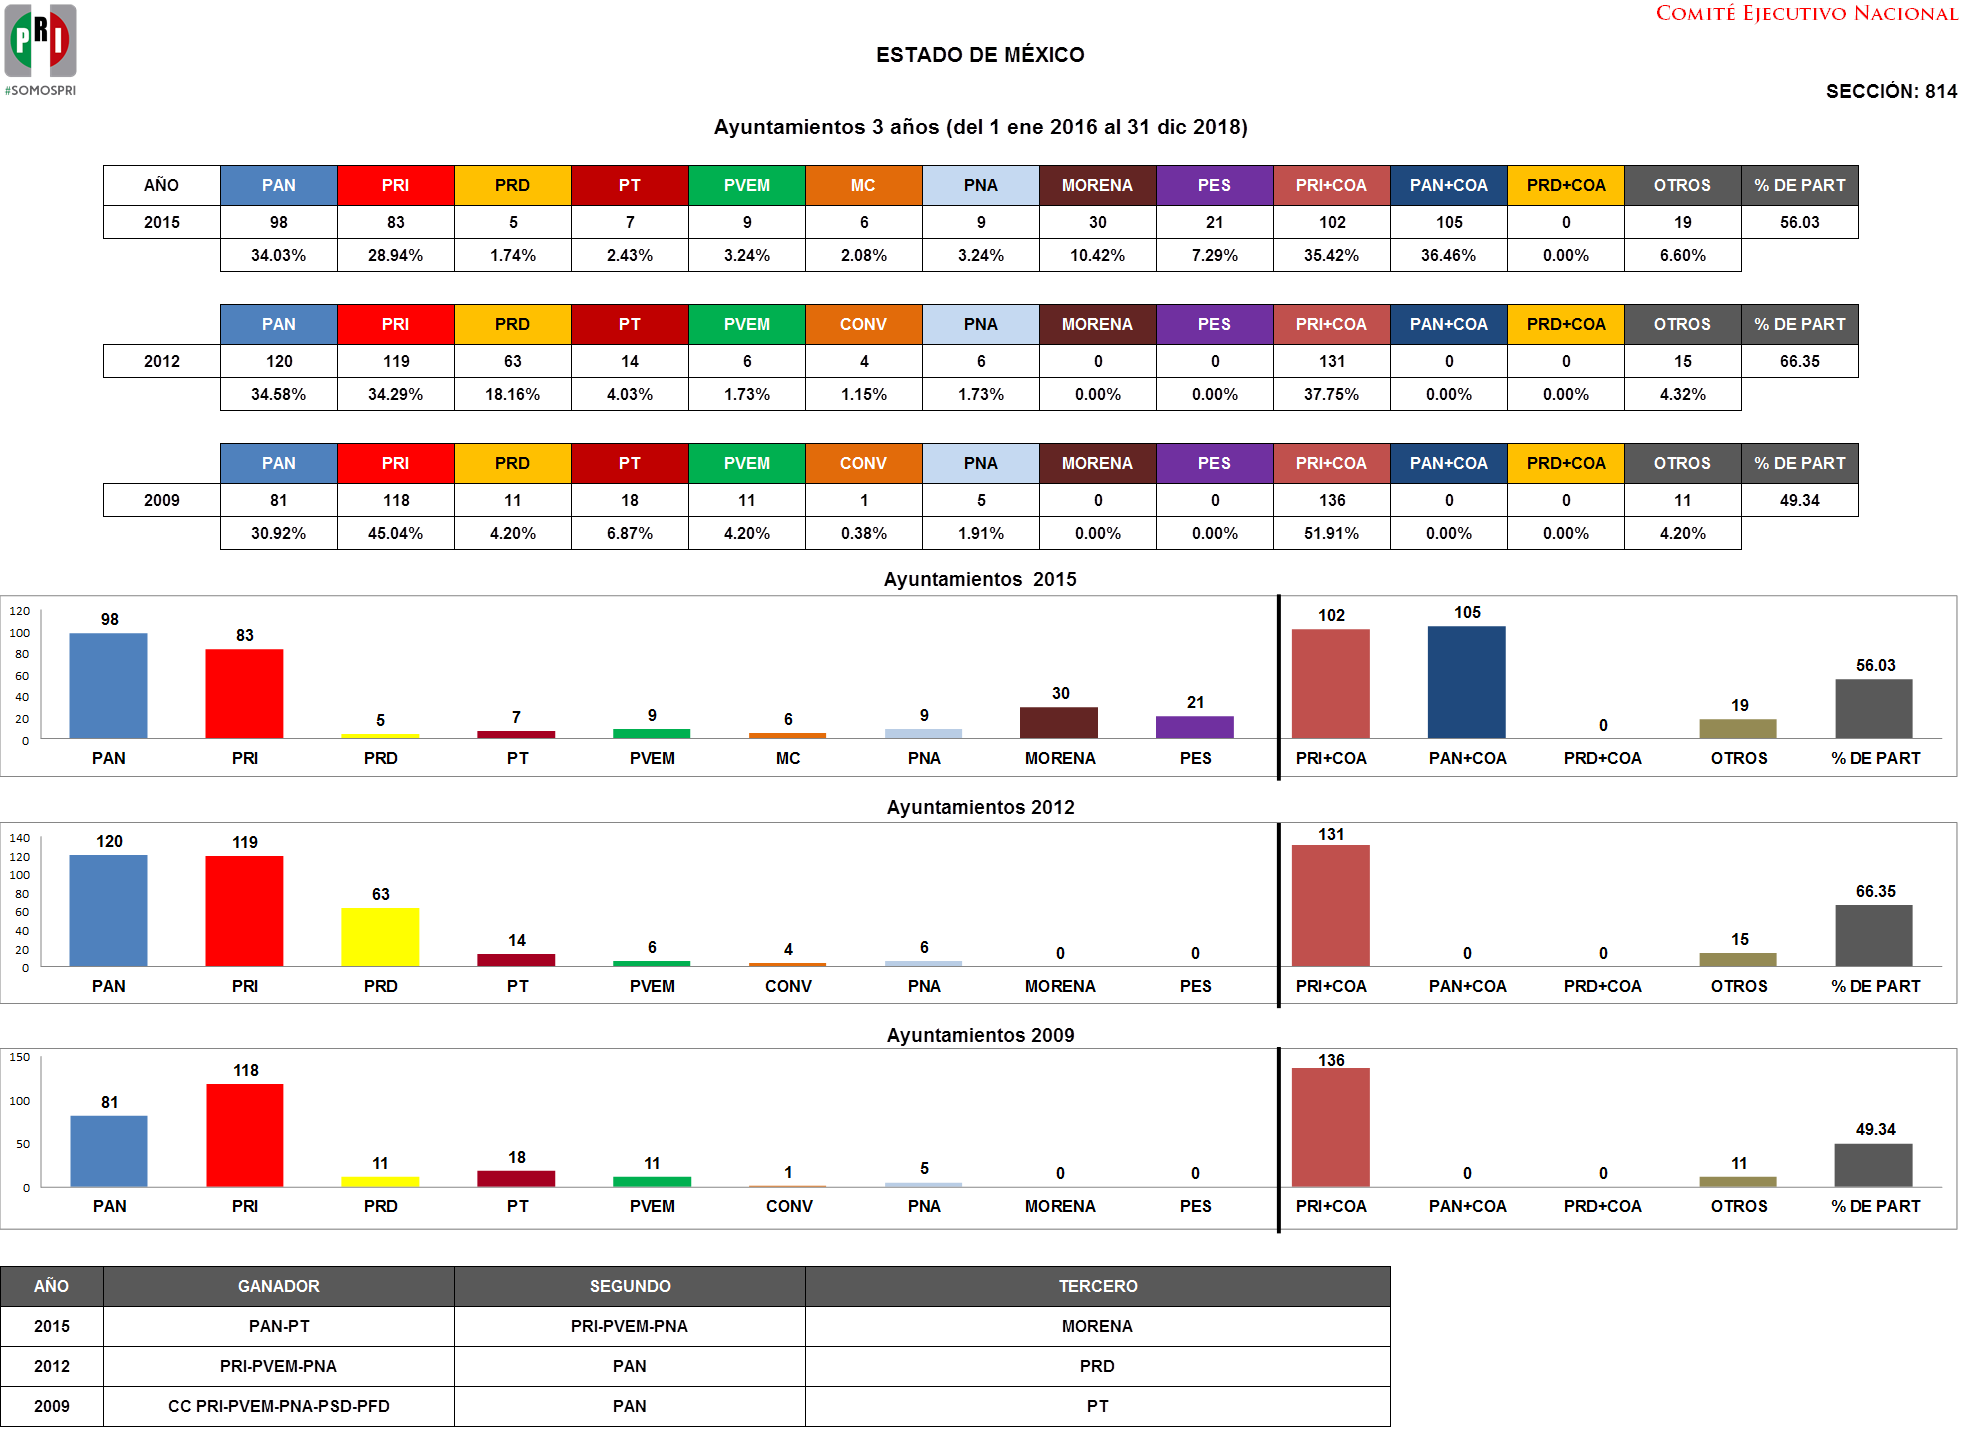 PRI
#SOMOSPRI
COMITÉ EJECUTIVO NACIONAL
ESTADO DE MÉXICO
SECCIÓN: 814
Ayuntamientos 3 años (del 1 ene 2016 al 31 dic 2018)
AÑO PAN PRI PRD PT PVEM MC PNA MORENA PES PRI+COA PAN+COA PRD+COA OTROS % DE PART
2015 98 83 5 7 9 6 9 30 21 102 105 0 19 56.03
34.03% 28.94% 1.74% 2.43% 3.24% 2.08% 3.24% 10.42% 7.29% 35.42% 36.46% 0.00% 6.60%
PAN PRI PRD PT PVEM CONV PNA MORENA PES PRI+COA PAN+COA PRD+COA OTROS % DE PART
2012 120 119 63 14 6 4 6 0 0 131 0 0 15 66.35
34.58% 34.29% 18.16% 4.03% 1.73% 1.15% 1.73% 0.00% 0.00% 37.75% 0.00% 0.00% 4.32%
PAN PRI PRD PT PVEM CONV PNA MORENA PES PRI+COA PAN+COA PRD+COA OTROS % DE PART
2009 81 118 11 18 11 1 5 0 0 136 0 0 11 49.34
30.92% 45.04% 4.20% 6.87% 4.20% 0.38% 1.91% 0.00% 0.00% 51.91% 0.00% 0.00% 4.20%
Ayuntamientos 2015
120
100
80
60
40
20
0
98 83 5 7 9 6 9 30 21 102 105 0 19 56.03
PAN PRI PRD PT PVEM MC PNA MORENA PES PRI+COA PAN+COA PRD+COA OTROS % DE PART
Ayuntamientos 2012
140
120
100
80
60
40
20
0
120 119 63 14 6 4 6 0 0 131 0 0 15 66.35
PAN PRI PRD PT PVEM CONV PNA MORENA PES PRI+COA PAN+COA PRD+COA OTROS % DE PART
Ayuntamientos 2009
150
100
50
0
81 118 11 18 11 1 5 0 0 136 0 0 11 49.34
PAN PRI PRD PT PVEM CONV PNA MORENA PES PRI+COA PAN+COA PRD+COA OTROS % DE PART
AÑO GANADOR SEGUNDO TERCERO
2015 PAN-PT PRI-PVEM-PNA MORENA
2012 PRI-PVEM-PNA PAN PRD
2009 CC PRI-PVEM-PNA-PSD-PFD PAN PT